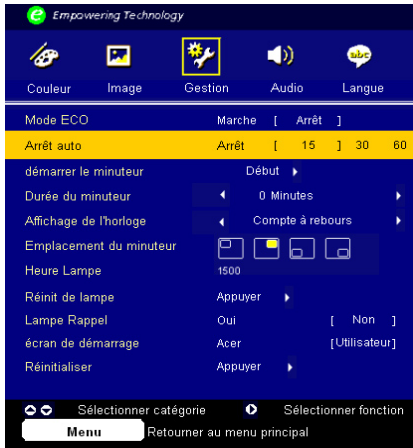 e Empowering Technology
abc
Couleur Image Gestion Audio Langue
Mode ECO Marche [ Arrêt ]
Arrêt auto Arrêt [ 15 ] 30 60
démarrer le minuteur Début
Durée du minuteur 0 Minutes
Affichage de l'horloge Compte à rebours
Emplacement du minuteur
Heure Lampe 1500
Réinit de lampe Appuyer
Lampe Rappel Oui [ Non ]
écran de démarrage Acer [Utilisateur]
Réinitialiser Appuyer
Sélectionner catégorie Sélectionner fonction
Menu Retourner au menu principal